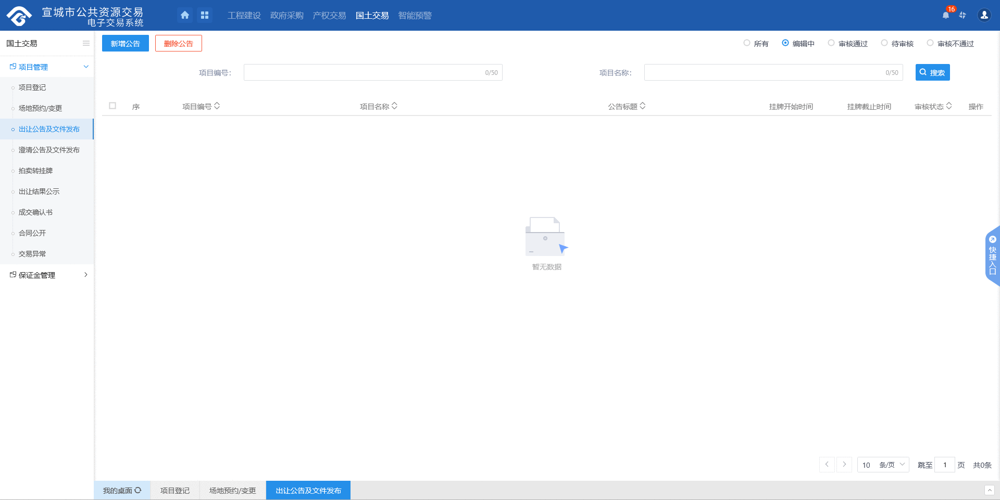 宣城市公共资源交易
电子交易系统
工程建设 政府采购 产权交易 国土交易 智能预警
16
国土交易
项目管理
项目登记
场地预约/变更
出让公告及文件发布
澄清公告及文件发布
拍卖转挂牌
出让结果公示
成交确认书
合同公开
交易异常
保证金管理
新增公告 删除公告
所有 编辑中 审核通过 待审核 审核不通过
项目编号： 0/50 项目名称： 0/50 搜索
序 项目编号 项目名称 公告标题 挂牌开始时间 挂牌截止时间 审核状态 操作
暂无数据
快捷入口
10 条/页 跳至 1 页 共0条
我的桌面 项目登记 场地预约/变更 出让公告及文件发布